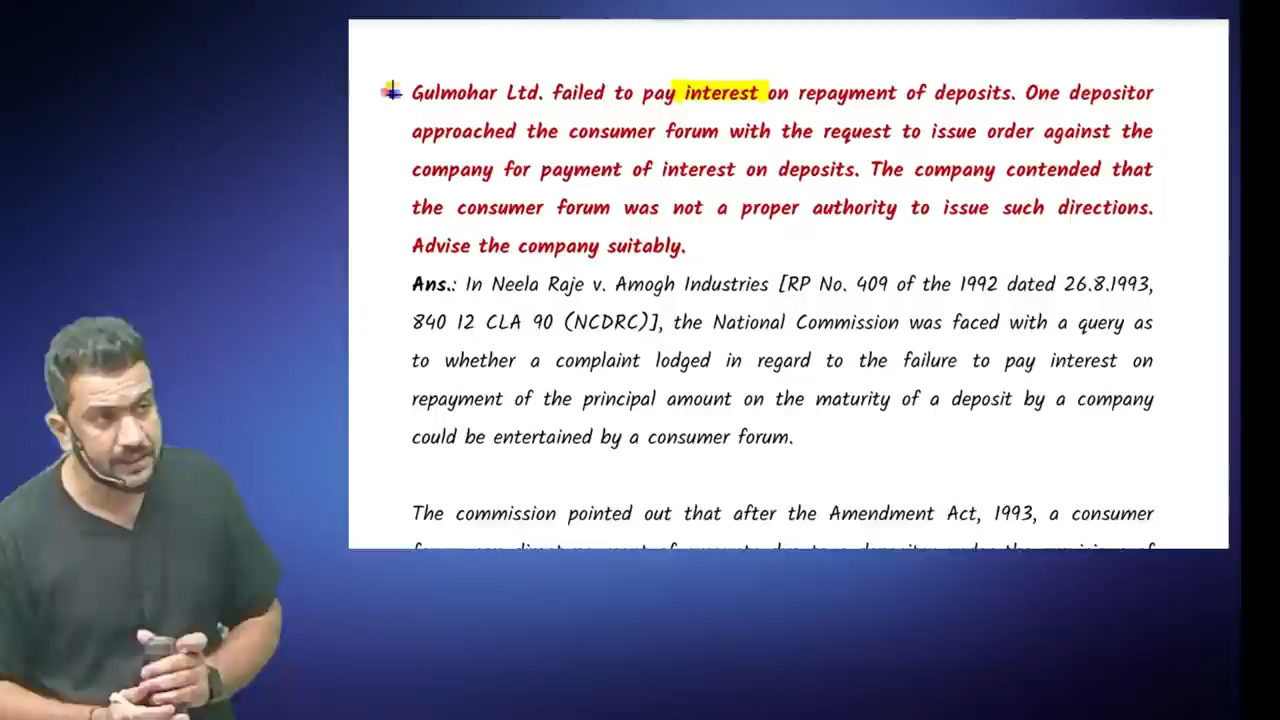 Gulmohar Ltd. failed to pay interest on repayment of deposits. One depositor
approached the consumer forum with the request to issue order against the
company for payment of interest on deposits. The company contended that
the consumer forum was not a proper authority to issue such directions.
Advise the company suitably.
Ans.: In Neela Raje v. Amogh Industries [RP No. 409 of the 1992 dated 26.8.1993,
840 12 CLA 90 (NCDRC)], the National Commission was faced with a query as
to whether a complaint lodged in regard to the failure to pay interest on
repayment of the principal amount on the maturity of a deposit by a company
could be entertained by a consumer forum.
The commission pointed out that after the Amendment Act, 1993, a consumer